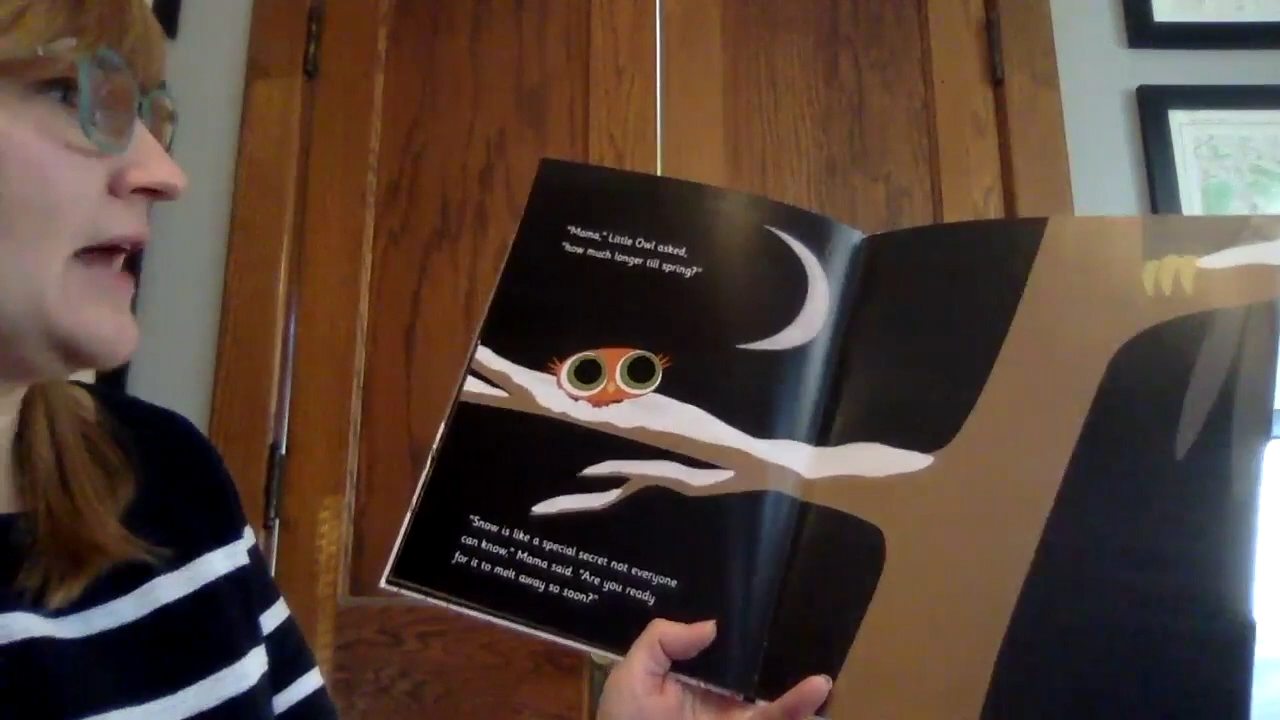 "Mama," Little Owl asked,
"how much longer till spring?"
"Snow is like a special secret not everyone
can know," Mama said. "Are you ready
for it to melt away so soon?"